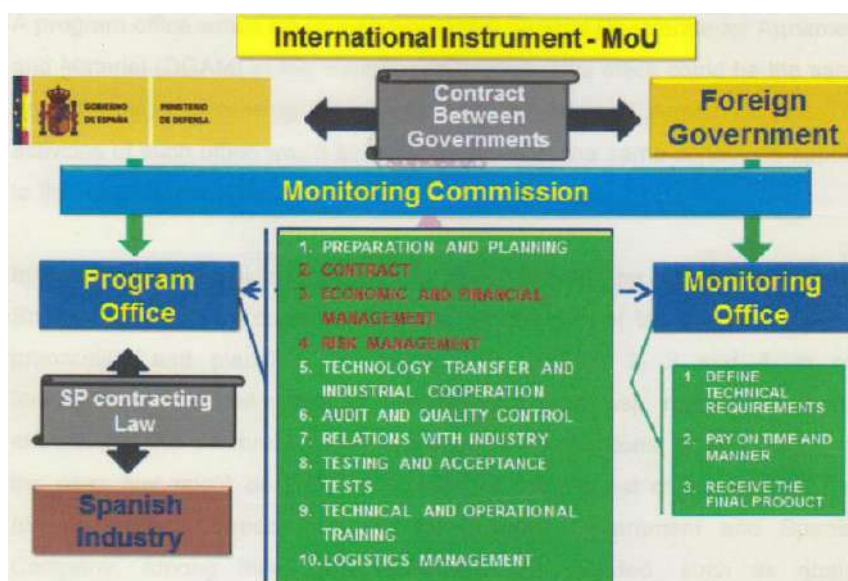 International Instrument - MoU
GOBIERNO
DE ESPAÑA
MINISTERIO
DE DEFENSA
Contract
Between
Governments
Foreign
Government
Monitoring Commission
Program
Office
1. PREPARATION AND PLANNING
2. CONTRACT
3. ECONOMIC AND FINANCIAL
MANAGEMENT
4. RISK MANAGEMENT
5. TECHNOLOGY TRANSFER AND
INDUSTRIAL COOPERATION
6. AUDIT AND QUALITY CONTROL
7. RELATIONS WITH INDUSTRY
8. TESTING AND ACCEPTANCE
TESTS
9. TECHNICAL AND OPERATIONAL
TRAINING
10. LOGISTICS MANAGEMENT
Monitoring
Office
1. DEFINE
TECHNICAL
REQUIREMENTS
2. PAY ON TIME AND
MANNER
3. RECEIVE THE
FINAL PRODUCT
SP contracting
Law
Spanish
Industry